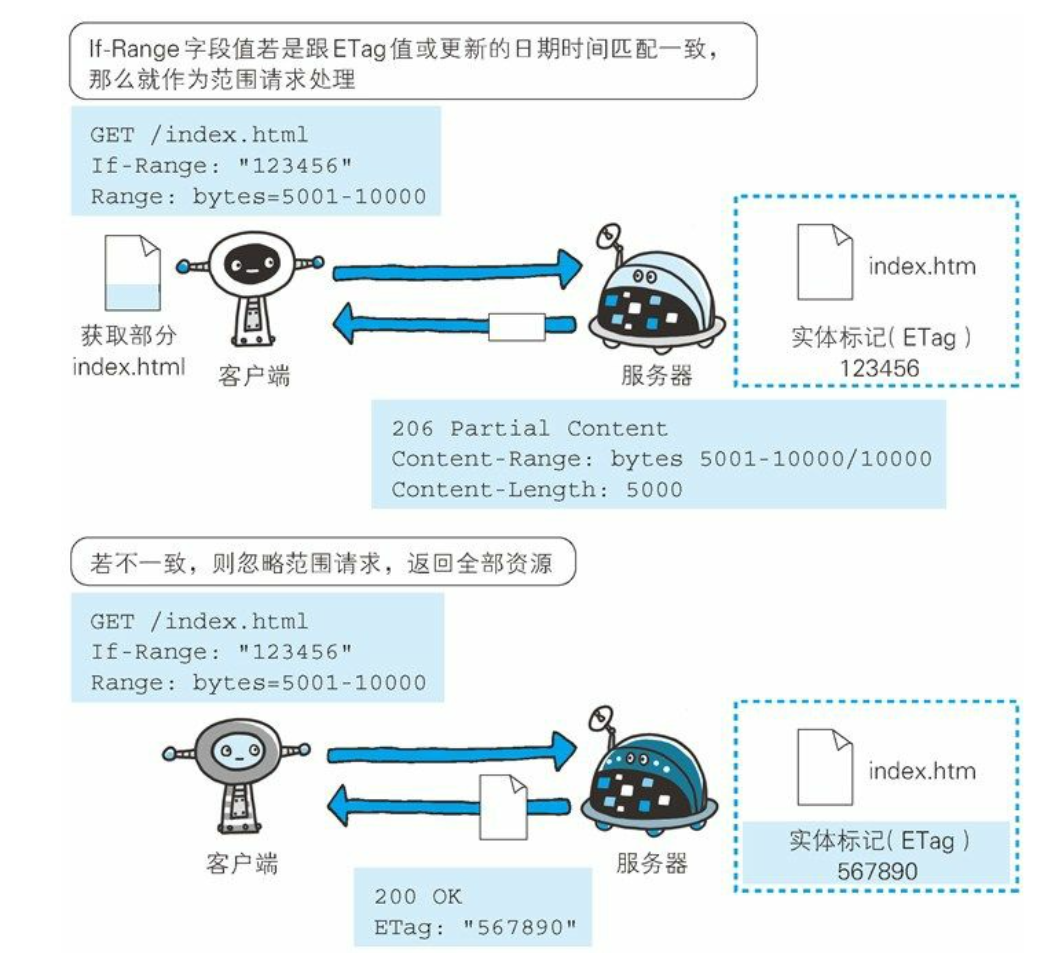 If-Range 字段值若是跟ETag值或更新的日期时间匹配一致，
那么就作为范围请求处理
GET /index.html
If-Range: "123456"
Range: bytes=5001-10000
获取部分
index.html
客户端
服务器
index.htm
实体标记( ETag )
123456
206 Partial Content
Content-Range: bytes 5001-10000/10000
Content-Length: 5000
若不一致，则忽略范围请求，返回全部资源
GET /index.html
If-Range: "123456"
Range: bytes=5001-10000
客户端
服务器
index.htm
实体标记( ETag )
567890
200 OK
ETag: "567890"